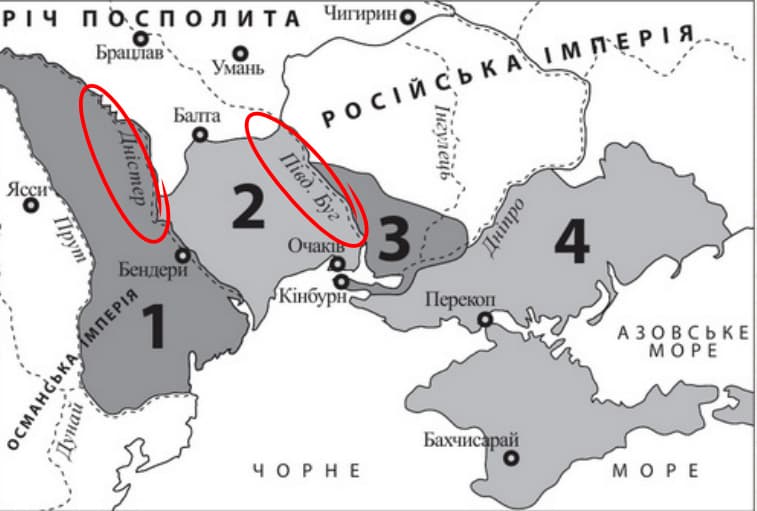 РІЧ ПОСПОЛИТА
Чигирин
Брацлав
Умань
РОСІЙСЬКА ІМПЕРІЯ
Балта
Інгулець
Дністер
Півд. Буг
Ясси
2
3
4
Дніпро
Прут
Очаків
Бендери
Кінбурн
Перекоп
1
АЗОВСЬКЕ
МОРЕ
ОСМАНСЬКА ІМПЕРІЯ
Дунай
Бахчисарай
ЧОРНЕ МОРЕ